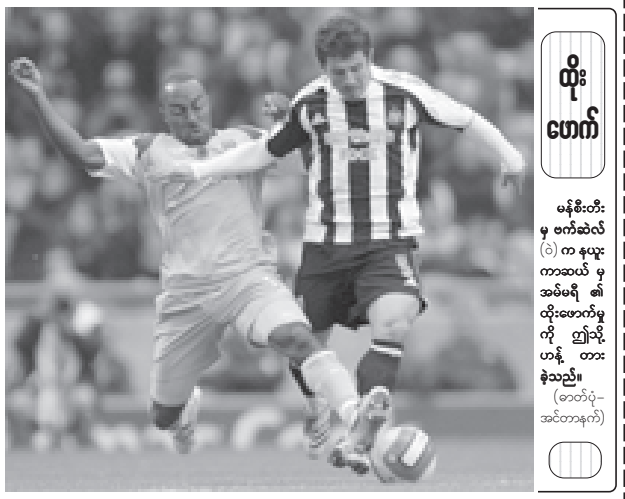 ထိုး
ဖောက်
မန်စီးတီး
မှ ဗက်ဆဲလ်
(ဝဲ) က နယူး
ကာဆယ် မှ
အမ်မရီ ၏
ထိုးဖောက်မှု
ကို ဤသို့
ဟန့် တား
ခဲ့သည်။
(ဓာတ်ပုံ–
အင်တာနက်)